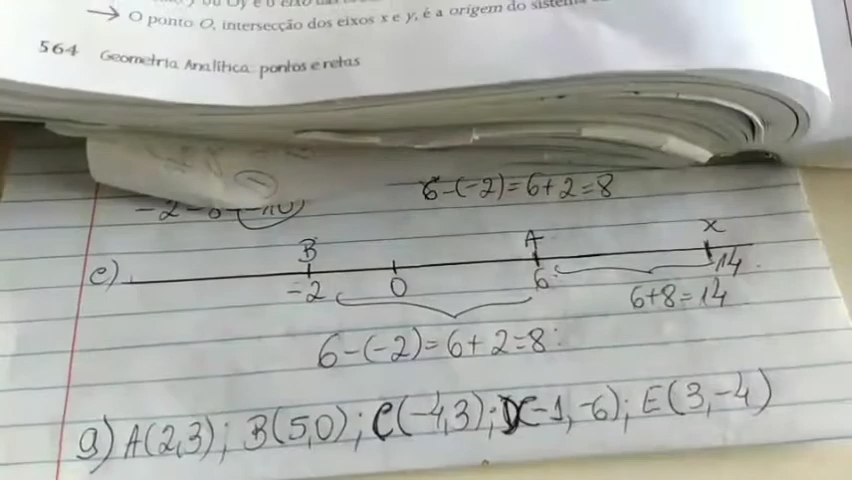 O ponto O, intersecção dos eixos x e y, é a origem do
564 Geometria Analítica: pontos e retas
6-(-2)=6+2=8
B A x
e)
-2 0 6 14
6+8=14
6-(-2)=6+2=8
g) A(2,3); B(5,0); C(-4,3); D(-1,-6); E(3,-4)